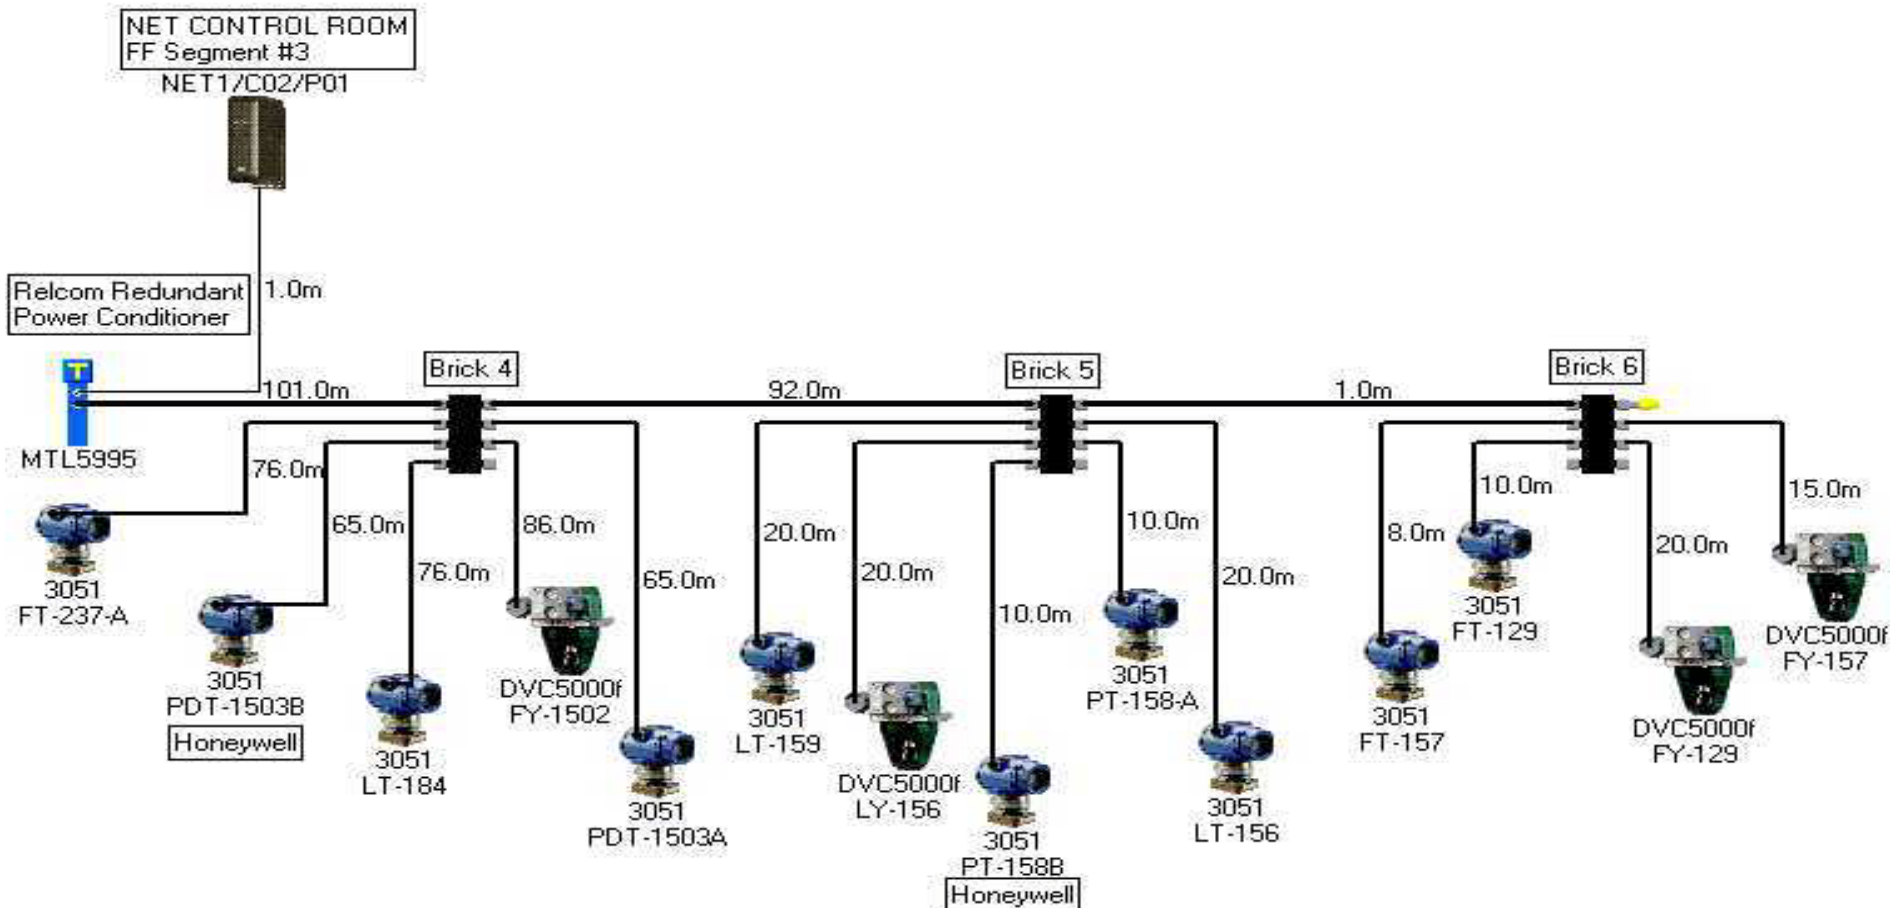 NET CONTROL ROOM
FF Segment #3
NET1/C02/P01
1.0m
Relcom Redundant
Power Conditioner
T
MTL5995
101.0m
Brick 4
92.0m
Brick 5
1.0m
Brick 6
76.0m
65.0m
76.0m
86.0m
65.0m
20.0m
20.0m
10.0m
10.0m
20.0m
8.0m
10.0m
20.0m
15.0m
3051
FT-237-A
3051
PDT-1503B
Honeywell
3051
LT-184
DVC5000f
FY-1502
3051
PDT-1503A
3051
LT-159
DVC5000f
LY-156
3051
PT-158B
Honeywell
3051
PT-158-A
3051
LT-156
3051
FT-157
3051
FT-129
DVC5000f
FY-129
DVC5000f
FY-157